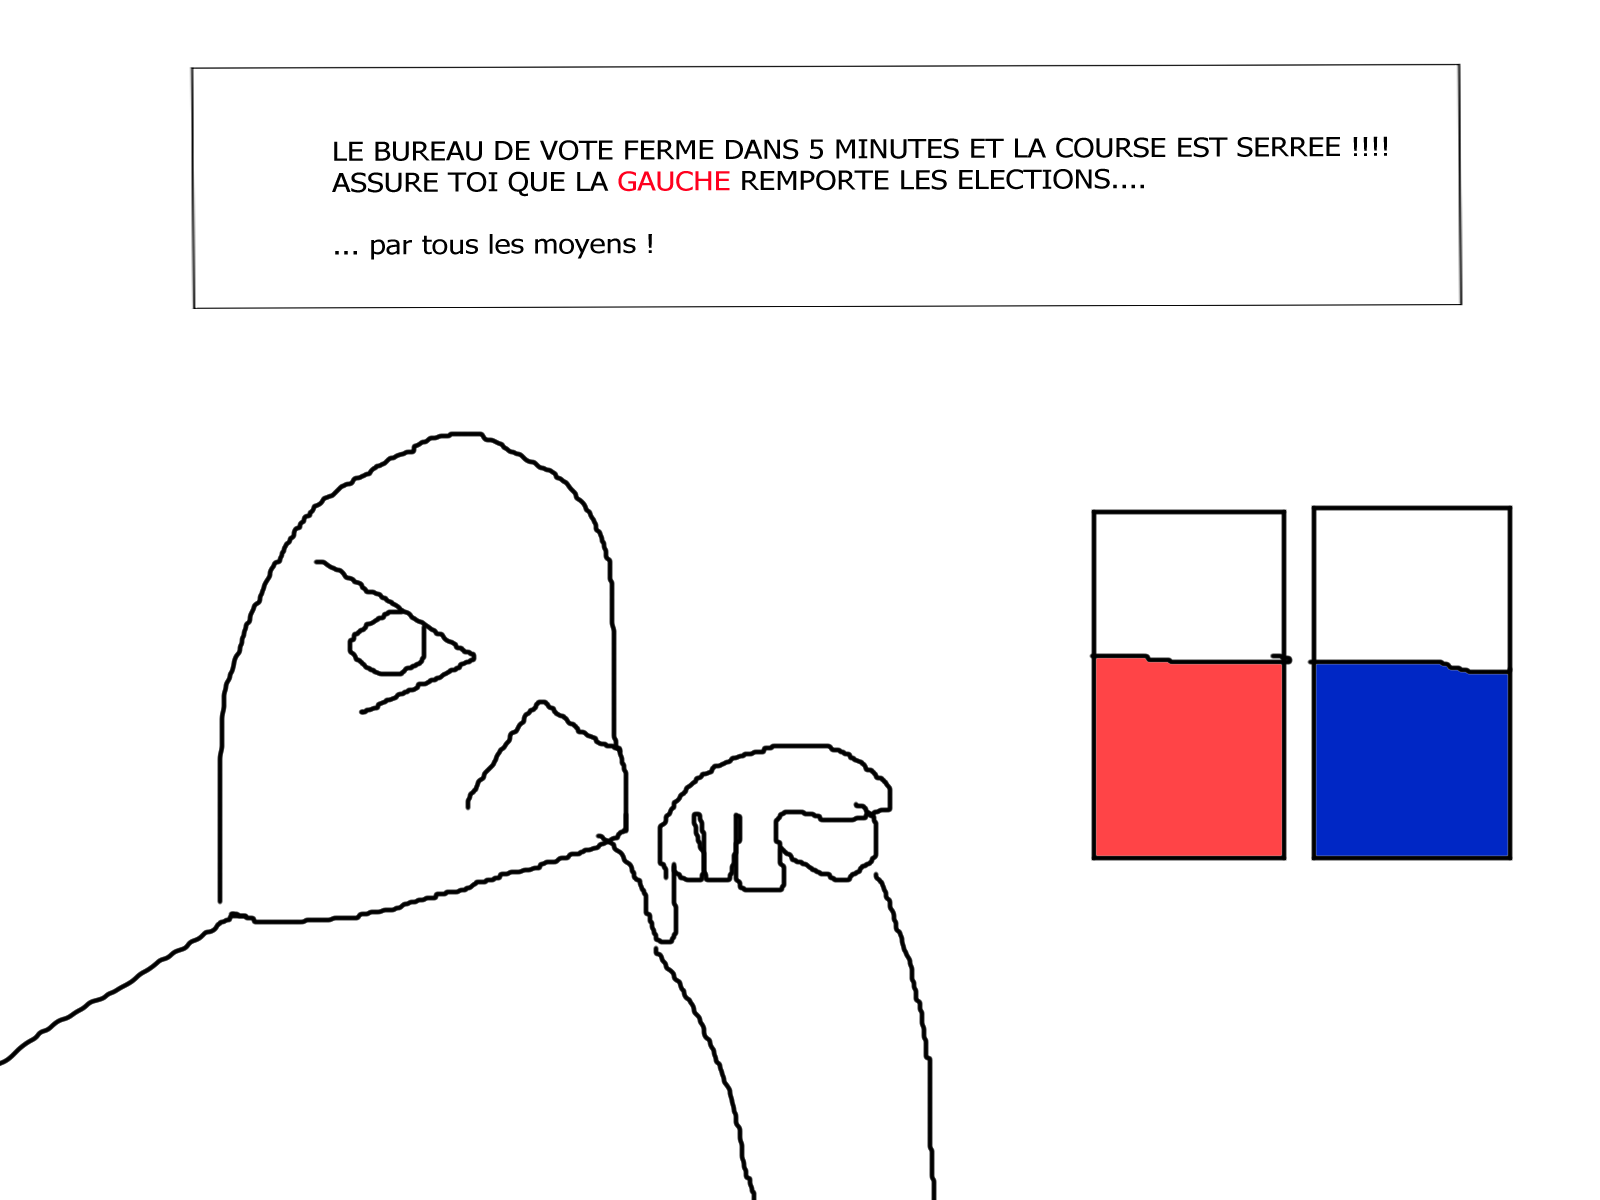 LE BUREAU DE VOTE FERME DANS 5 MINUTES ET LA COURSE EST SERREE !!!!
ASSURE TOI QUE LA GAUCHE REMPORTE LES ELECTIONS....
... par tous les moyens !